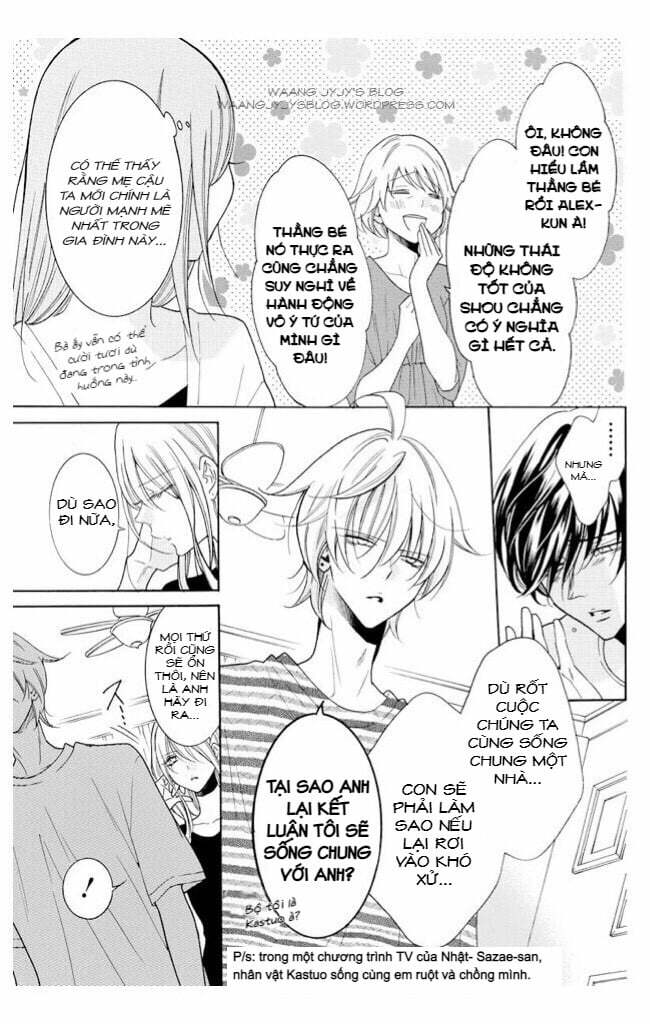 WAANG JYJY'S BLOG
WAANGJYJYSBLOG.WORDPRESS.COM
ÔI, KHÔNG
ĐÂU! CON
HIỂU LẦM
THẰNG BÉ
RỒI ALEX-
KUN À!
NHỮNG THÁI
ĐỘ KHÔNG
TỐT CỦA
SHOU CHẲNG
CÓ Ý NGHĨA
GÌ HẾT CẢ.
THẰNG BÉ
NÓ THỰC RA
CŨNG CHẲNG
SUY NGHĨ VỀ
HÀNH ĐỘNG
VÔ Ý TỨ CỦA
MÌNH GÌ
ĐÂU!
CÓ THỂ THẤY
RẰNG MẸ CẬU
TA MỚI CHÍNH LÀ
NGƯỜI MẠNH MẼ
NHẤT TRONG
GIA ĐÌNH NÀY...
Bà ấy vẫn có thể
cười tươi dù
đang trong tình
huống này..
.......
NHƯNG
MÀ...
DÙ RỐT
CUỘC
CHÚNG TA
CÙNG SỐNG
CHUNG MỘT
NHÀ...
CON SẼ
PHẢI LÀM
SAO NẾU
LẠI RƠI
VÀO KHÓ
XỬ...
TẠI SAO ANH
LẠI KẾT
LUẬN TÔI SẼ
SỐNG CHUNG
VỚI ANH?
Bộ tôi là
Kastuo à?
DÙ SAO
ĐI NỮA,
MỌI THỨ
RỒI CŨNG
SẼ ỔN
THÔI, NÊN
LÀ ANH
HÃY ĐI
RA...
!
P/s: trong một chương trình TV của Nhật- Sazae-san,
nhân vật Kastuo sống cùng em ruột và chồng mình.